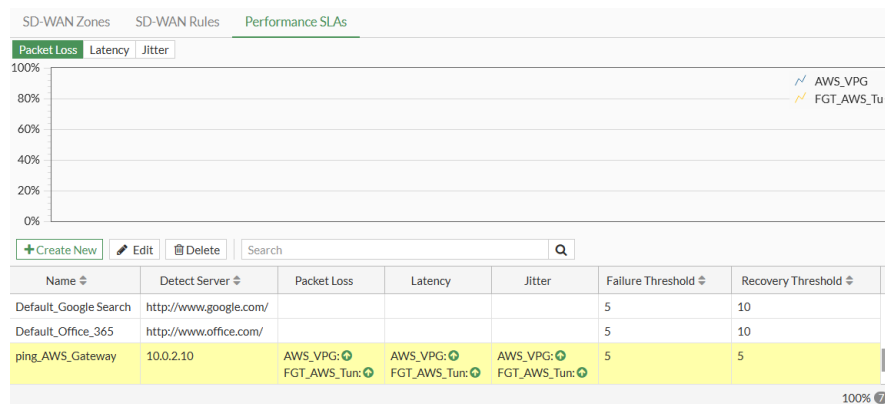 SD-WAN Zones SD-WAN Rules Performance SLAs
Packet Loss Latency Jitter
100%
AWS_VPG
80%
FGT_AWS_Tu
60%
40%
20%
0%
Create New Edit Delete Search
Name Detect Server Packet Loss Latency Jitter Failure Threshold Recovery Threshold
Default_Google Search http://www.google.com/ 5 10
Default_Office_365 http://www.office.com/ 5 10
ping_AWS_Gateway 10.0.2.10 AWS_VPG: AWS_VPG: AWS_VPG: 5 5
FGT_AWS_Tun: FGT_AWS_Tun: FGT_AWS_Tun:
100% 7